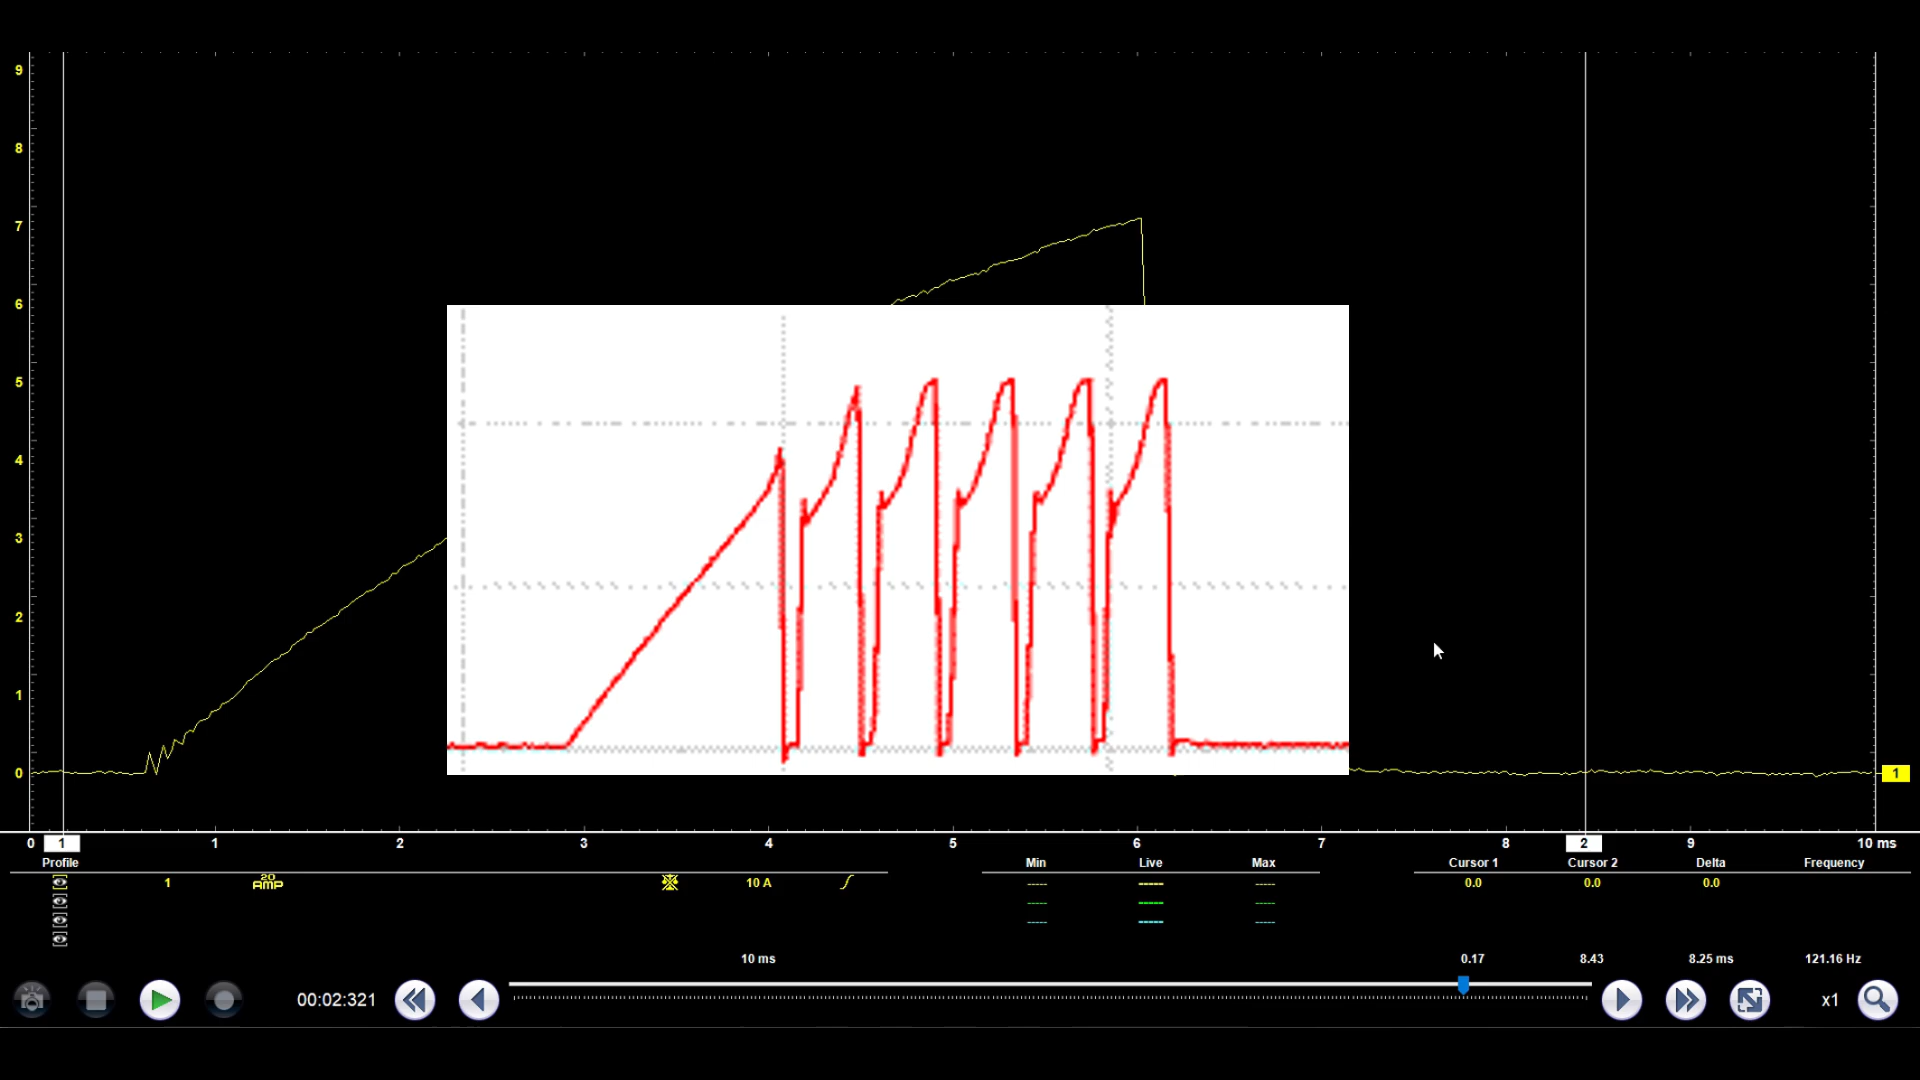 9
8
7
6
5
4
3
2
1
0
1
0 1 1 2 3 4 5 6 7 8 2 9 10 ms
Profile Min Live Max Cursor 1 Cursor 2 Delta Frequency
1 20 AMP 10 A ----- ----- ----- 0.0 0.0 0.0
----- ----- -----
----- ----- -----
10 ms 0.17 8.43 8.25 ms 121.16 Hz
00:02:321 x1